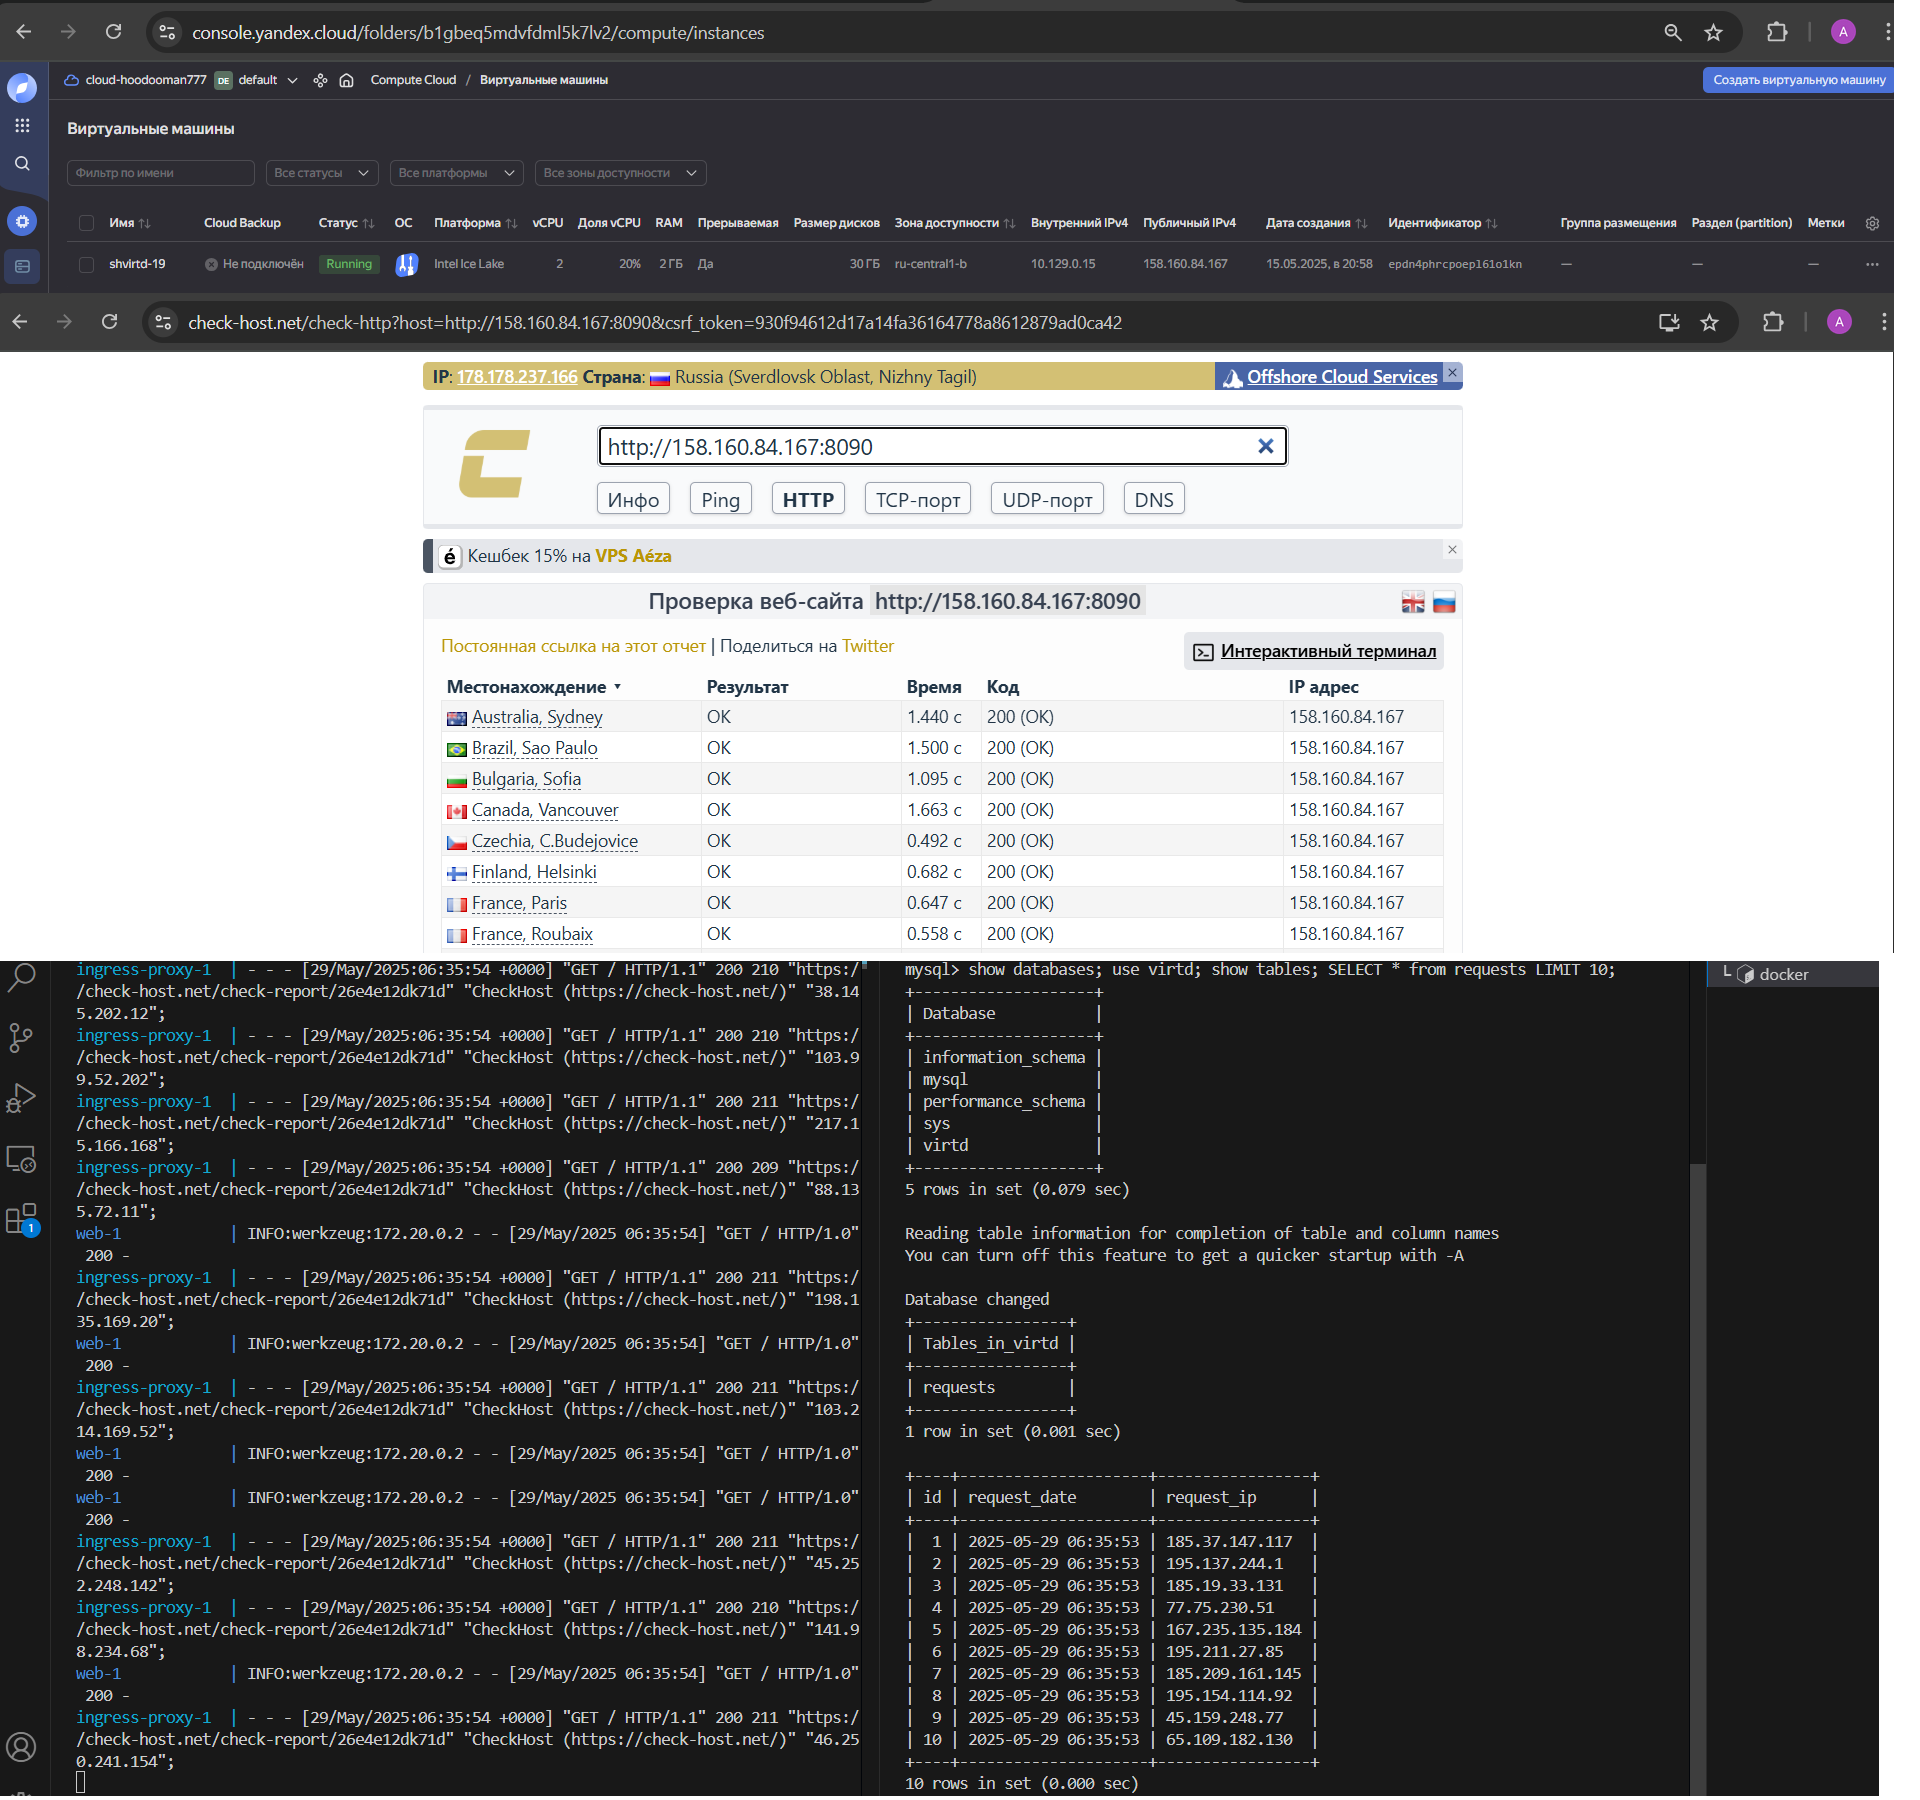 console.yandex.cloud/folders/b1gbeq5mdvfdml5k7lv2/compute/instances
A
cloud-hoodooman777 DE default Compute Cloud / Виртуальные машины
Создать виртуальную машину
Виртуальные машины
Фильтр по имени Все статусы Все платформы Все зоны доступности
Имя Cloud Backup Статус ОС Платформа vCPU Доля vCPU RAM Прерываемая Размер дисков Зона доступности Внутренний IPv4 Публичный IPv4 Дата создания Идентификатор Группа размещения Раздел (partition) Метки
shvirtd-19 Не подключён Running Intel Ice Lake 2 20% 2 ГБ Да 30 ГБ ru-central1-b 10.129.0.15 158.160.84.167 15.05.2025, в 20:58 epdn4phrcpoepl61o1kn — — — ···
check-host.net/check-http?host=http://158.160.84.167:8090&csrf_token=930f94612d17a14fa36164778a8612879ad0ca42
A
IP: 178.178.237.166 Страна: Russia (Sverdlovsk Oblast, Nizhny Tagil)
Offshore Cloud Services
http://158.160.84.167:8090
Инфо Ping HTTP TCP-порт UDP-порт DNS
é Кешбек 15% на VPS Aéza
Проверка веб-сайта http://158.160.84.167:8090
Постоянная ссылка на этот отчет | Поделиться на Twitter
Интерактивный терминал
Местонахождение Результат Время Код IP адрес
Australia, Sydney OK 1.440 с 200 (OK) 158.160.84.167
Brazil, Sao Paulo OK 1.500 с 200 (OK) 158.160.84.167
Bulgaria, Sofia OK 1.095 с 200 (OK) 158.160.84.167
Canada, Vancouver OK 1.663 с 200 (OK) 158.160.84.167
Czechia, C.Budejovice OK 0.492 с 200 (OK) 158.160.84.167
Finland, Helsinki OK 0.682 с 200 (OK) 158.160.84.167
France, Paris OK 0.647 с 200 (OK) 158.160.84.167
France, Roubaix OK 0.558 с 200 (OK) 158.160.84.167
1
ingress-proxy-1 | - - - [29/May/2025:06:35:54 +0000] "GET / HTTP/1.1" 200 210 "https:/
/check-host.net/check-report/26e4e12dk71d" "CheckHost (https://check-host.net/)" "38.14
5.202.12";
ingress-proxy-1 | - - - [29/May/2025:06:35:54 +0000] "GET / HTTP/1.1" 200 210 "https:/
/check-host.net/check-report/26e4e12dk71d" "CheckHost (https://check-host.net/)" "103.9
9.52.202";
ingress-proxy-1 | - - - [29/May/2025:06:35:54 +0000] "GET / HTTP/1.1" 200 211 "https:/
/check-host.net/check-report/26e4e12dk71d" "CheckHost (https://check-host.net/)" "217.1
5.166.168";
ingress-proxy-1 | - - - [29/May/2025:06:35:54 +0000] "GET / HTTP/1.1" 200 209 "https:/
/check-host.net/check-report/26e4e12dk71d" "CheckHost (https://check-host.net/)" "88.13
5.72.11";
web-1 | INFO:werkzeug:172.20.0.2 - - [29/May/2025 06:35:54] "GET / HTTP/1.0"
200 -
ingress-proxy-1 | - - - [29/May/2025:06:35:54 +0000] "GET / HTTP/1.1" 200 211 "https:/
/check-host.net/check-report/26e4e12dk71d" "CheckHost (https://check-host.net/)" "198.1
35.169.20";
web-1 | INFO:werkzeug:172.20.0.2 - - [29/May/2025 06:35:54] "GET / HTTP/1.0"
200 -
ingress-proxy-1 | - - - [29/May/2025:06:35:54 +0000] "GET / HTTP/1.1" 200 211 "https:/
/check-host.net/check-report/26e4e12dk71d" "CheckHost (https://check-host.net/)" "103.2
14.169.52";
web-1 | INFO:werkzeug:172.20.0.2 - - [29/May/2025 06:35:54] "GET / HTTP/1.0"
200 -
web-1 | INFO:werkzeug:172.20.0.2 - - [29/May/2025 06:35:54] "GET / HTTP/1.0"
200 -
ingress-proxy-1 | - - - [29/May/2025:06:35:54 +0000] "GET / HTTP/1.1" 200 211 "https:/
/check-host.net/check-report/26e4e12dk71d" "CheckHost (https://check-host.net/)" "45.25
2.248.142";
ingress-proxy-1 | - - - [29/May/2025:06:35:54 +0000] "GET / HTTP/1.1" 200 210 "https:/
/check-host.net/check-report/26e4e12dk71d" "CheckHost (https://check-host.net/)" "141.9
8.234.68";
web-1 | INFO:werkzeug:172.20.0.2 - - [29/May/2025 06:35:54] "GET / HTTP/1.0"
200 -
ingress-proxy-1 | - - - [29/May/2025:06:35:54 +0000] "GET / HTTP/1.1" 200 211 "https:/
/check-host.net/check-report/26e4e12dk71d" "CheckHost (https://check-host.net/)" "46.25
0.241.154";
mysql> show databases; use virtd; show tables; SELECT * from requests LIMIT 10;
+--------------------+
| Database |
+--------------------+
| information_schema |
| mysql |
| performance_schema |
| sys |
| virtd |
+--------------------+
5 rows in set (0.079 sec)
Reading table information for completion of table and column names
You can turn off this feature to get a quicker startup with -A
Database changed
+-----------------+
| Tables_in_virtd |
+-----------------+
| requests |
+-----------------+
1 row in set (0.001 sec)
+----+---------------------+-----------------+
| id | request_date | request_ip |
+----+---------------------+-----------------+
| 1 | 2025-05-29 06:35:53 | 185.37.147.117 |
| 2 | 2025-05-29 06:35:53 | 195.137.244.1 |
| 3 | 2025-05-29 06:35:53 | 185.19.33.131 |
| 4 | 2025-05-29 06:35:53 | 77.75.230.51 |
| 5 | 2025-05-29 06:35:53 | 167.235.135.184 |
| 6 | 2025-05-29 06:35:53 | 195.211.27.85 |
| 7 | 2025-05-29 06:35:53 | 185.209.161.145 |
| 8 | 2025-05-29 06:35:53 | 195.154.114.92 |
| 9 | 2025-05-29 06:35:53 | 45.159.248.77 |
| 10 | 2025-05-29 06:35:53 | 65.109.182.130 |
+----+---------------------+-----------------+
10 rows in set (0.000 sec)
docker